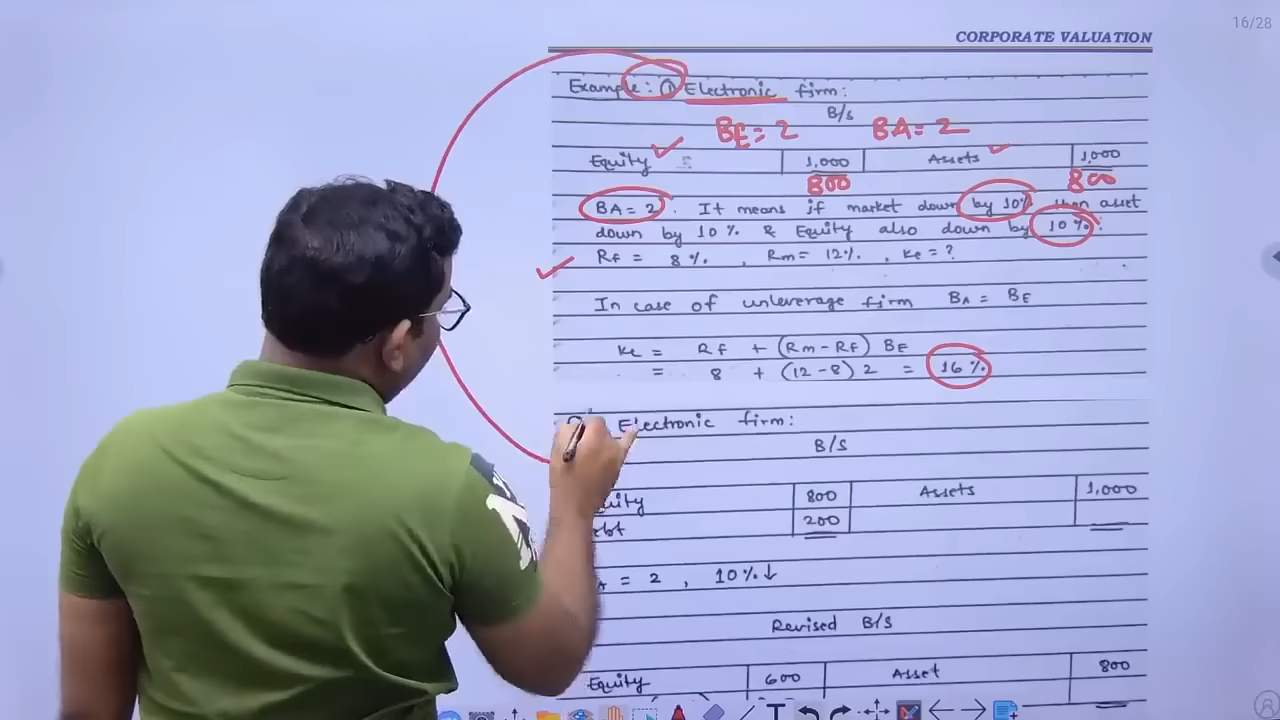 16/28
CORPORATE VALUATION
Example: ① Electronic firm:
B/S
BE = 2 BA = 2
Equity 1,000 Assets 1,000
800 800
BA = 2. It means if market down by 10% then asset
down by 10% & Equity also down by 10%.
Rf = 8%, Rm = 12%, Ke = ?
In case of unleverage firm BA = BE
Ke = Rf + (Rm - Rf) BE
= 8 + (12 - 8) 2 = 16%
Electronic firm:
B/S
Equity 800 Assets 1,000
Debt 200
A = 2, 10% ↓
Revised B/S
Equity 600 Asset 800